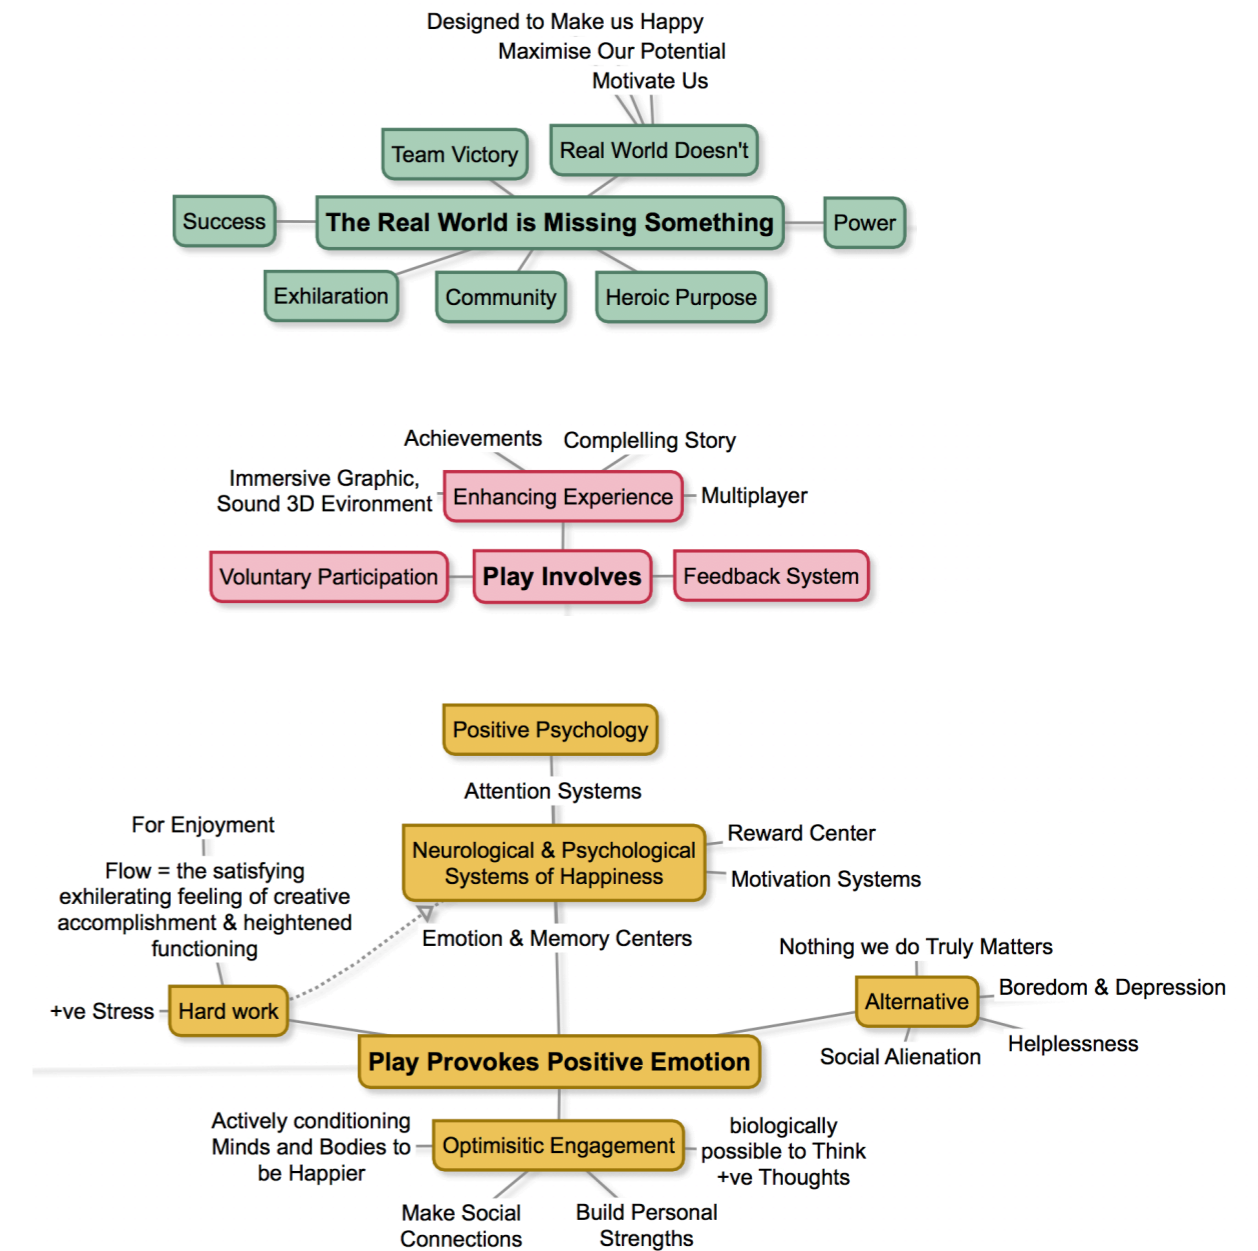 Designed to Make us Happy
Maximise Our Potential
Motivate Us
Team Victory
Real World Doesn't
Success
The Real World is Missing Something
Power
Exhilaration
Community
Heroic Purpose
Achievements
Complelling Story
Immersive Graphic,
Sound 3D Evironment
Enhancing Experience
Multiplayer
Voluntary Participation
Play Involves
Feedback System
Positive Psychology
Attention Systems
For Enjoyment
Neurological & Psychological
Systems of Happiness
Reward Center
Motivation Systems
Flow = the satisfying
exhilerating feeling of creative
accomplishment & heightened
functioning
Emotion & Memory Centers
Nothing we do Truly Matters
+ve Stress
Hard work
Alternative
Boredom & Depression
Social Alienation
Helplessness
Play Provokes Positive Emotion
Actively conditioning
Minds and Bodies to
be Happier
Optimisitic Engagement
biologically
possible to Think
+ve Thoughts
Make Social
Connections
Build Personal
Strengths